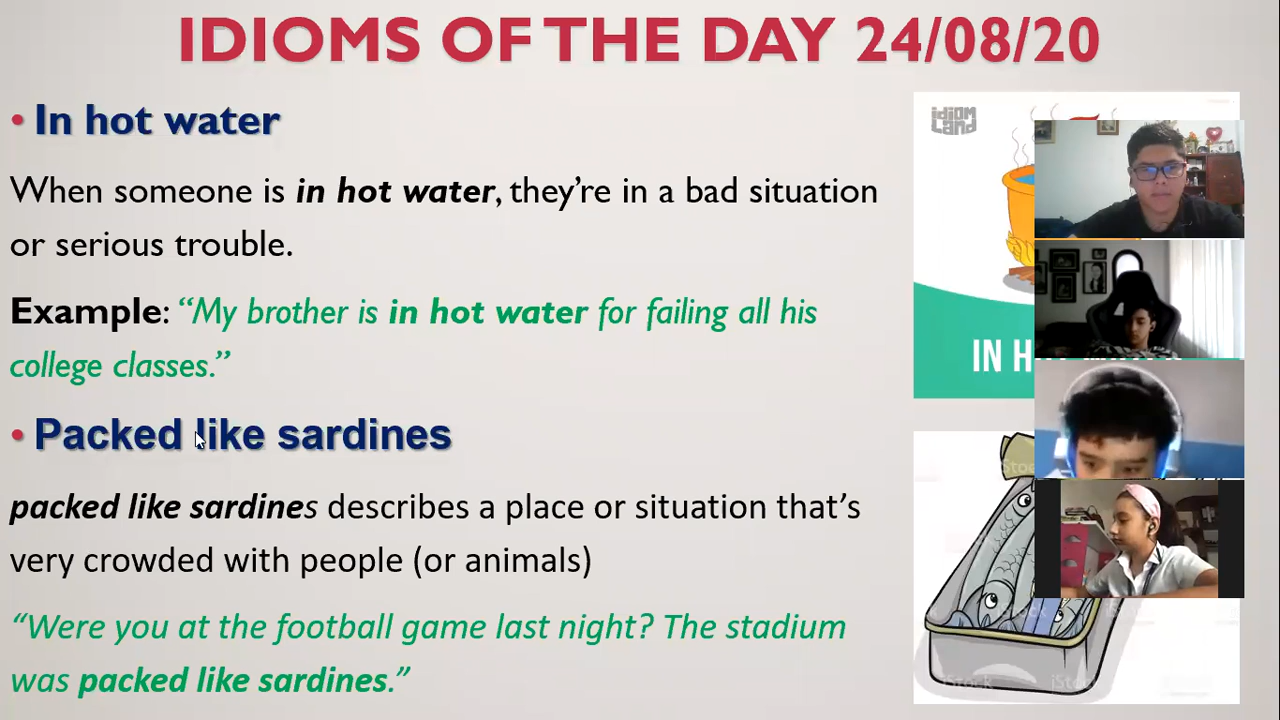 IDIOMS OF THE DAY 24/08/20
• In hot water
When someone is in hot water, they’re in a bad situation
or serious trouble.
Example: “My brother is in hot water for failing all his
college classes.”
• Packed like sardines
packed like sardines describes a place or situation that’s
very crowded with people (or animals)
“Were you at the football game last night? The stadium
was packed like sardines.”
idiom
Land
IN
iStock